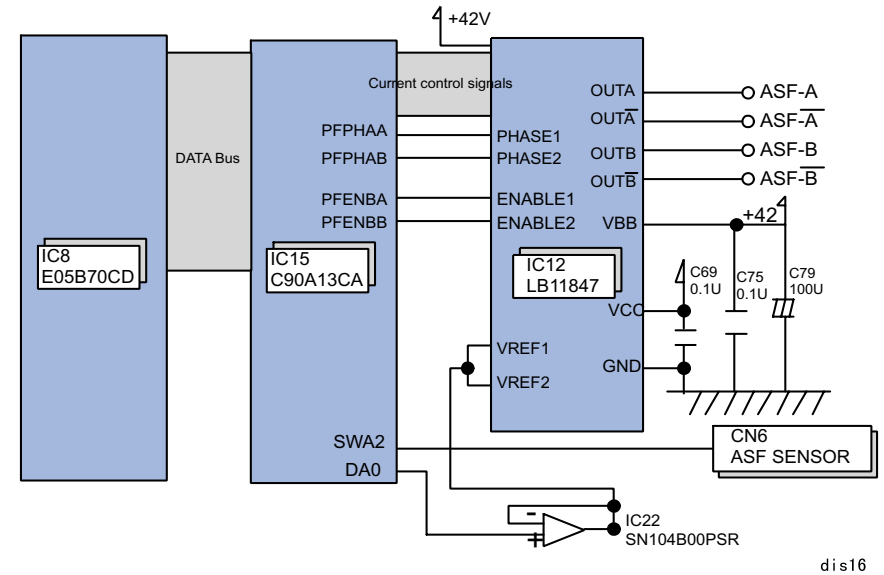 +42V
Current control signals
DATA Bus
IC8
E05B70CD
IC15
C90A13CA
PFPHAA
PFPHAB
PFENBA
PFENBB
SWA2
DA0
PHASE1
PHASE2
ENABLE1
ENABLE2
IC12
LB11847
VREF1
VREF2
OUTA
OUTA̅
OUTB
OUTB̅
VBB
VCC
GND
ASF-A
ASF-A̅
ASF-B
ASF-B̅
+42
C69
0.1U
C75
0.1U
C79
100U
CN6
ASF SENSOR
-
+
IC22
SN104B00PSR
dis16